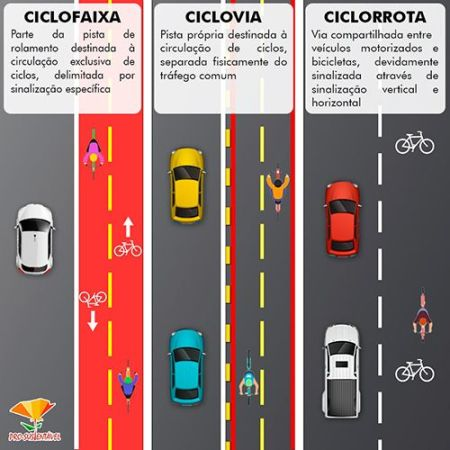 CICLOFAIXA
Parte da pista de
rolamento destinada à
circulação exclusiva de
ciclos, delimitada por
sinalização específica
CICLOVIA
Pista própria destinada à
circulação de ciclos,
separada fisicamente do
tráfego comum
CICLORROTA
Via compartilhada entre
veículos motorizados e
bicicletas, devidamente
sinalizada através de
sinalização vertical e
horizontal
PRÓ-SUSTENTÁVEL